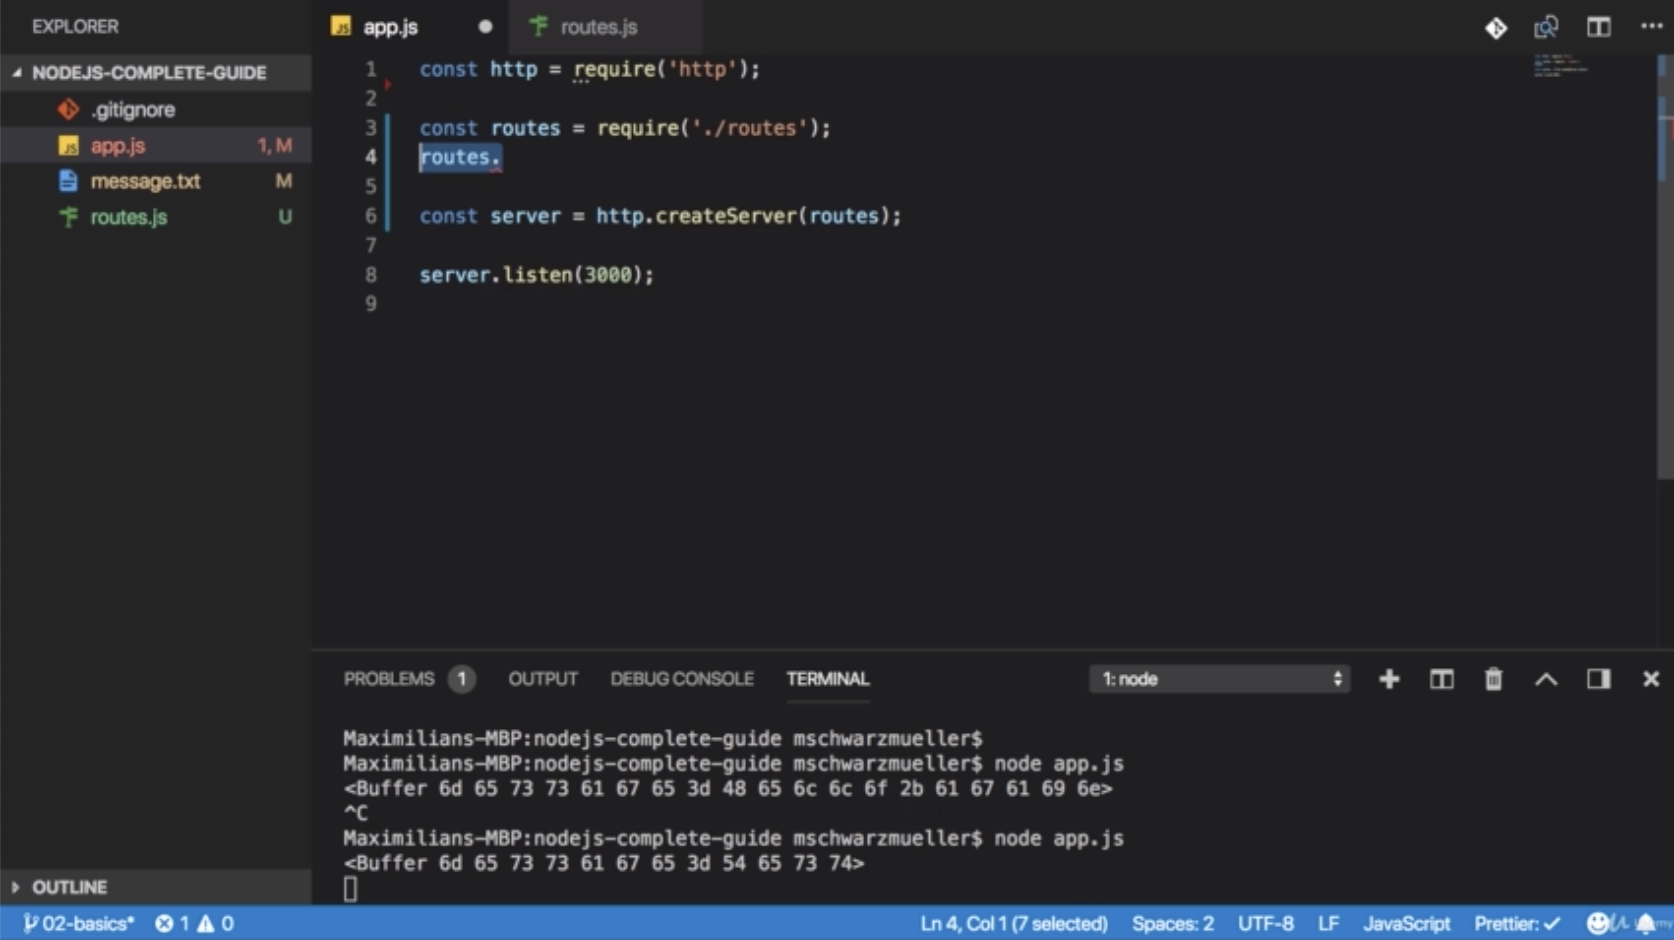 EXPLORER
app.js
routes.js
NODEJS-COMPLETE-GUIDE
.gitignore
app.js 1, M
message.txt M
routes.js U
1 const http = require('http');
2
3 const routes = require('./routes');
4 routes.
5
6 const server = http.createServer(routes);
7
8 server.listen(3000);
9
PROBLEMS 1 OUTPUT DEBUG CONSOLE TERMINAL 1: node
Maximilians-MBP:nodejs-complete-guide mschwarzmueller$
Maximilians-MBP:nodejs-complete-guide mschwarzmueller$ node app.js
<Buffer 6d 65 73 73 61 67 65 3d 48 65 6c 6c 6f 2b 61 67 61 69 6e>
^C
Maximilians-MBP:nodejs-complete-guide mschwarzmueller$ node app.js
<Buffer 6d 65 73 73 61 67 65 3d 54 65 73 74>
OUTLINE
02-basics* 1 0 Ln 4, Col 1 (7 selected) Spaces: 2 UTF-8 LF JavaScript Prettier: ✓